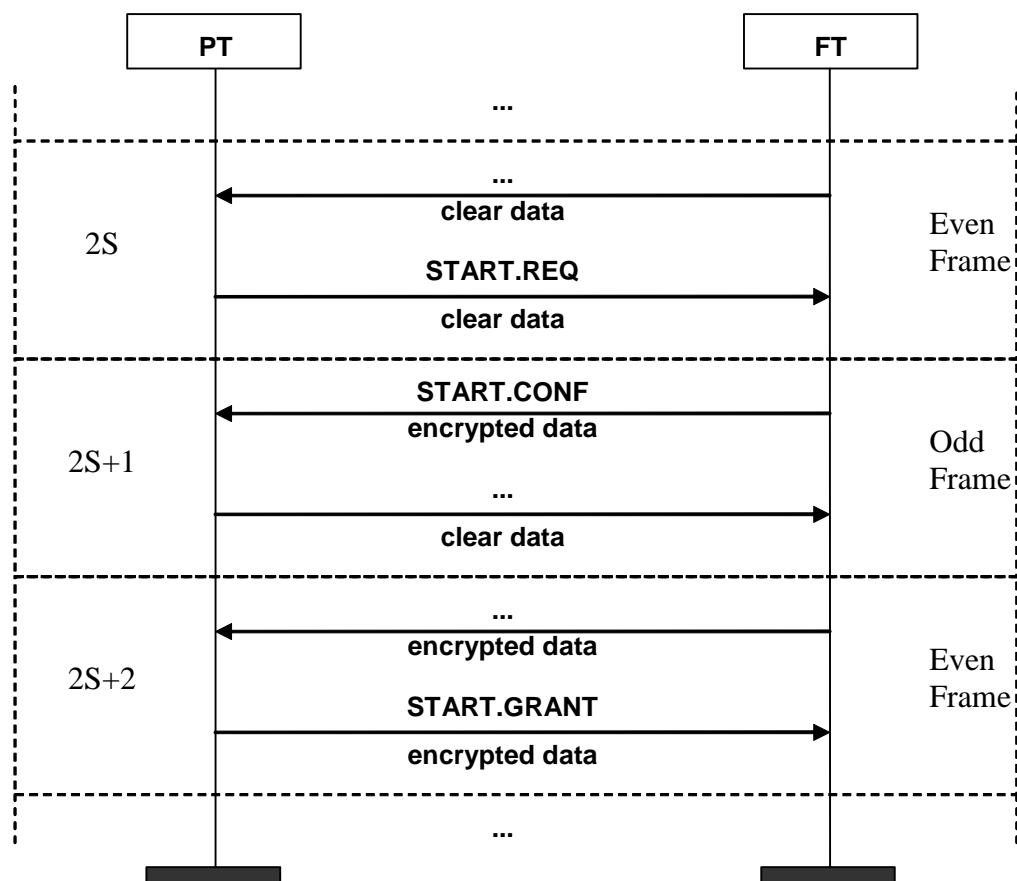 PT
FT
...
...
clear data
2S
Even
Frame
START.REQ
clear data
START.CONF
encrypted data
2S+1
Odd
Frame
...
clear data
...
encrypted data
2S+2
Even
Frame
START.GRANT
encrypted data
...